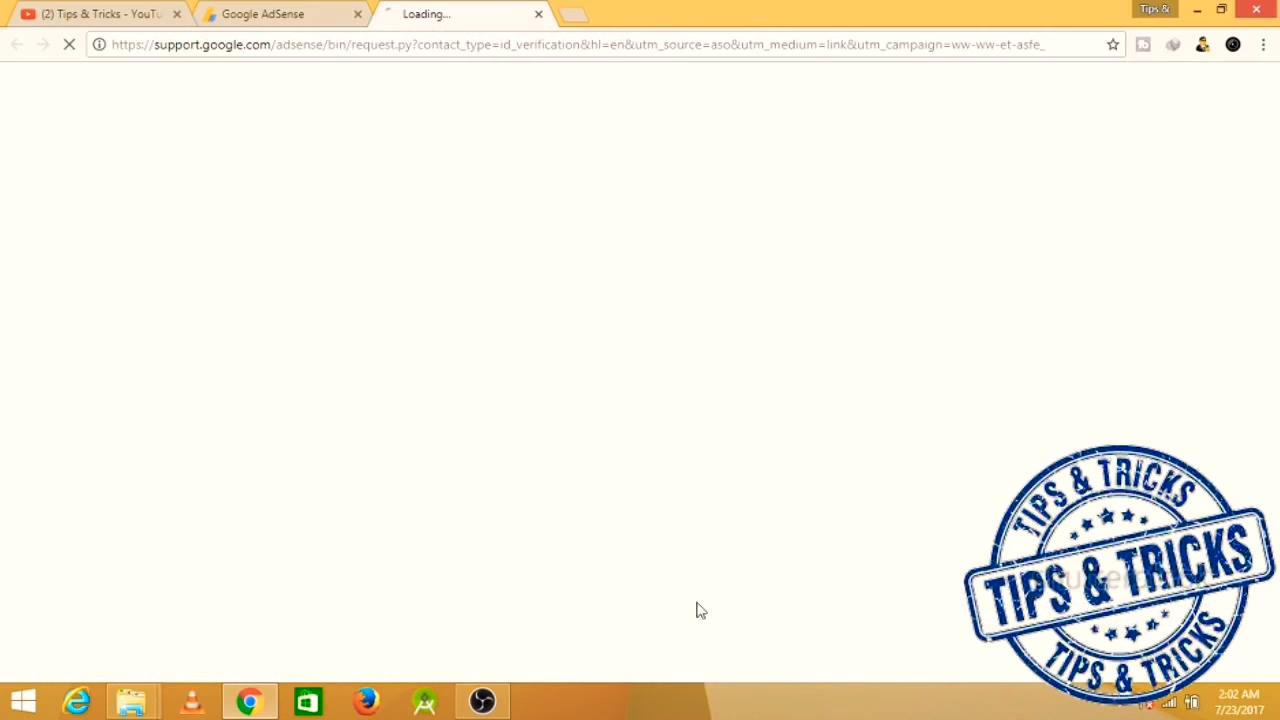 (2) Tips & Tricks - YouTu
Google AdSense
Loading...
Tips &
https://support.google.com/adsense/bin/request.py?contact_type=id_verification&hl=en&utm_source=aso&utm_medium=link&utm_campaign=ww-ww-et-asfe_
TIPS & TRICKS
TIPS & TRICKS
TIPS & TRICKS
2:02 AM
7/23/2017